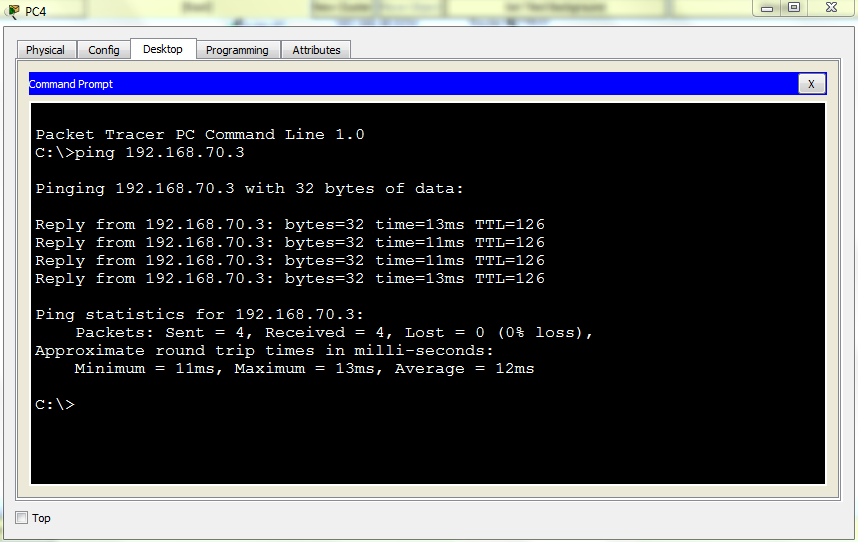 PC4
Physical Config Desktop Programming Attributes
Command Prompt X
Packet Tracer PC Command Line 1.0
C:\>ping 192.168.70.3
Pinging 192.168.70.3 with 32 bytes of data:
Reply from 192.168.70.3: bytes=32 time=13ms TTL=126
Reply from 192.168.70.3: bytes=32 time=11ms TTL=126
Reply from 192.168.70.3: bytes=32 time=11ms TTL=126
Reply from 192.168.70.3: bytes=32 time=13ms TTL=126
Ping statistics for 192.168.70.3:
Packets: Sent = 4, Received = 4, Lost = 0 (0% loss),
Approximate round trip times in milli-seconds:
Minimum = 11ms, Maximum = 13ms, Average = 12ms
C:\>
Top